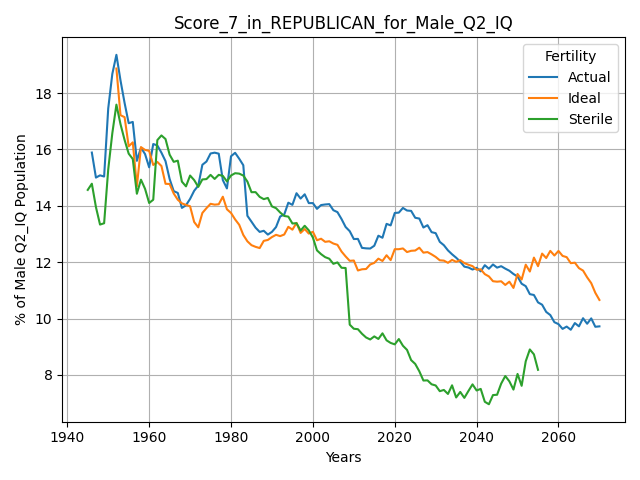 Score_7_in_REPUBLICAN_for_Male_Q2_IQ
Fertility
Actual
Ideal
Sterile
% of Male Q2_IQ Population
18
16
14
12
10
8
1940 1960 1980 2000 2020 2040 2060
Years